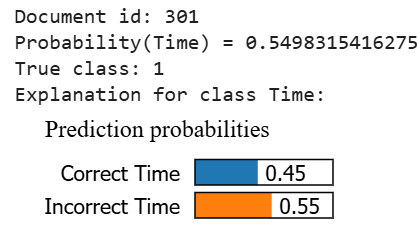 Document id: 301
Probability(Time) = 0.5498315416275
True class: 1
Explanation for class Time:
Prediction probabilities
Correct Time 0.45
Incorrect Time 0.55